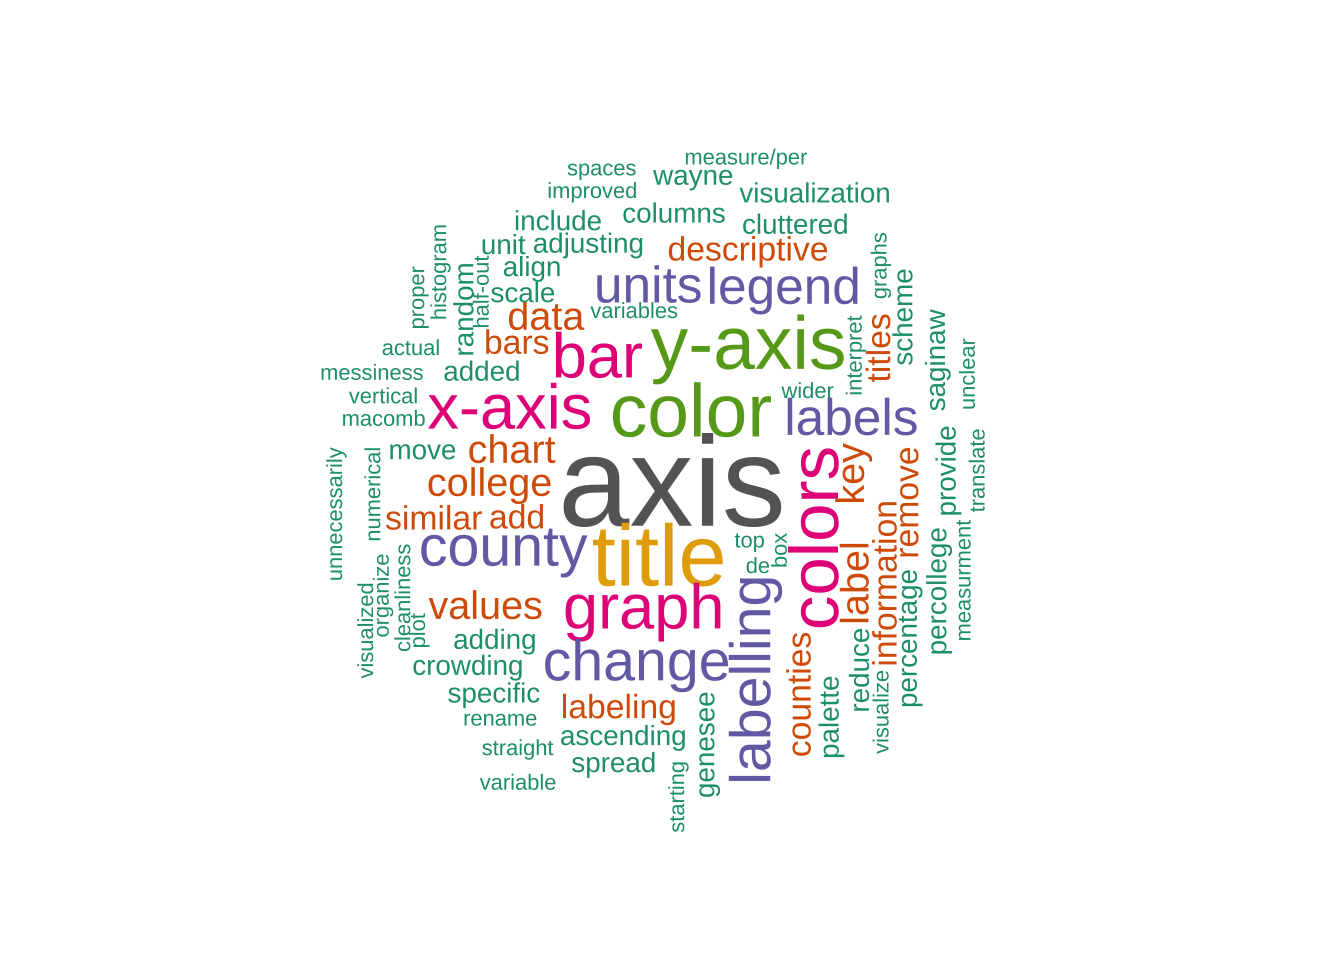 measure/per
spaces
wayne
improved
visualization
include
columns
cluttered
unit
adjusting
descriptive
histogram
graphs
align
units
legend
proper
random
half-out
scale
variables
scheme
data
bars
bar
y-axis
interpret
titles
saginaw
unclear
actual
messiness
added
wider
vertical
x-axis
color
labels
macomb
move
chart
axis
colors
key
remove
provide
translate
unnecessarily
numerical
college
similar
add
county
title
top
box
de
label
information
percollege
measurment
visualized
organize
cleanliness
plot
values
graph
labelling
percentage
adding
crowding
change
counties
reduce
specific
labeling
genesee
palette
visualize
rename
ascending
straight
spread
variable
starting